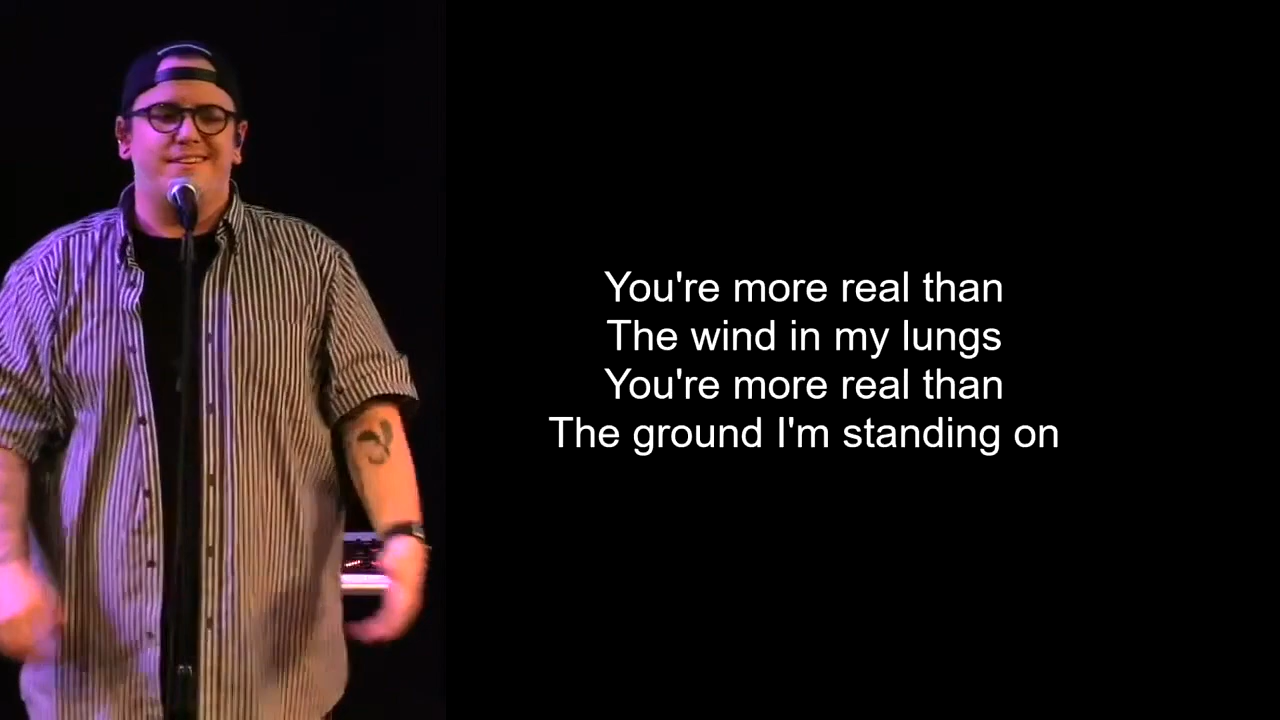 You're more real than
The wind in my lungs
You're more real than
The ground I'm standing on